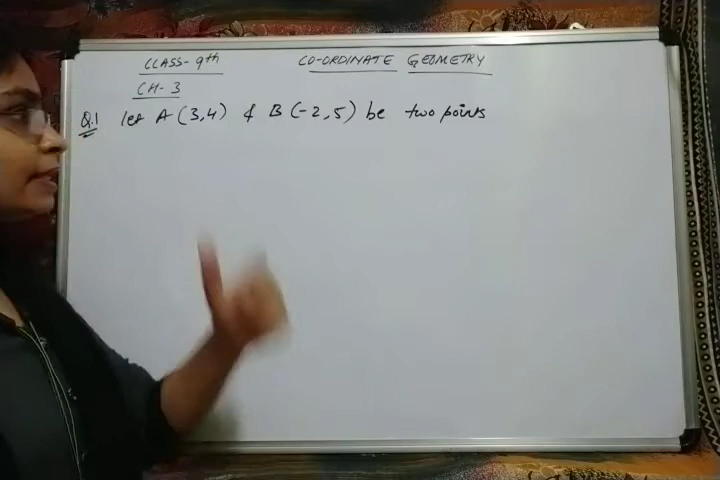 CLASS-9th
CO-ORDINATE GEOMETRY
CH-3
Q.1 let A (3,4) & B (-2,5) be two points